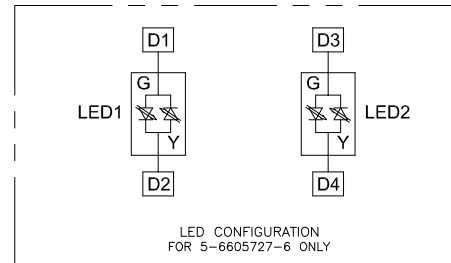 D1 D3
G G
LED1 LED2
Y Y
D2 D4
LED CONFIGURATION
FOR 5-6605727-6 ONLY